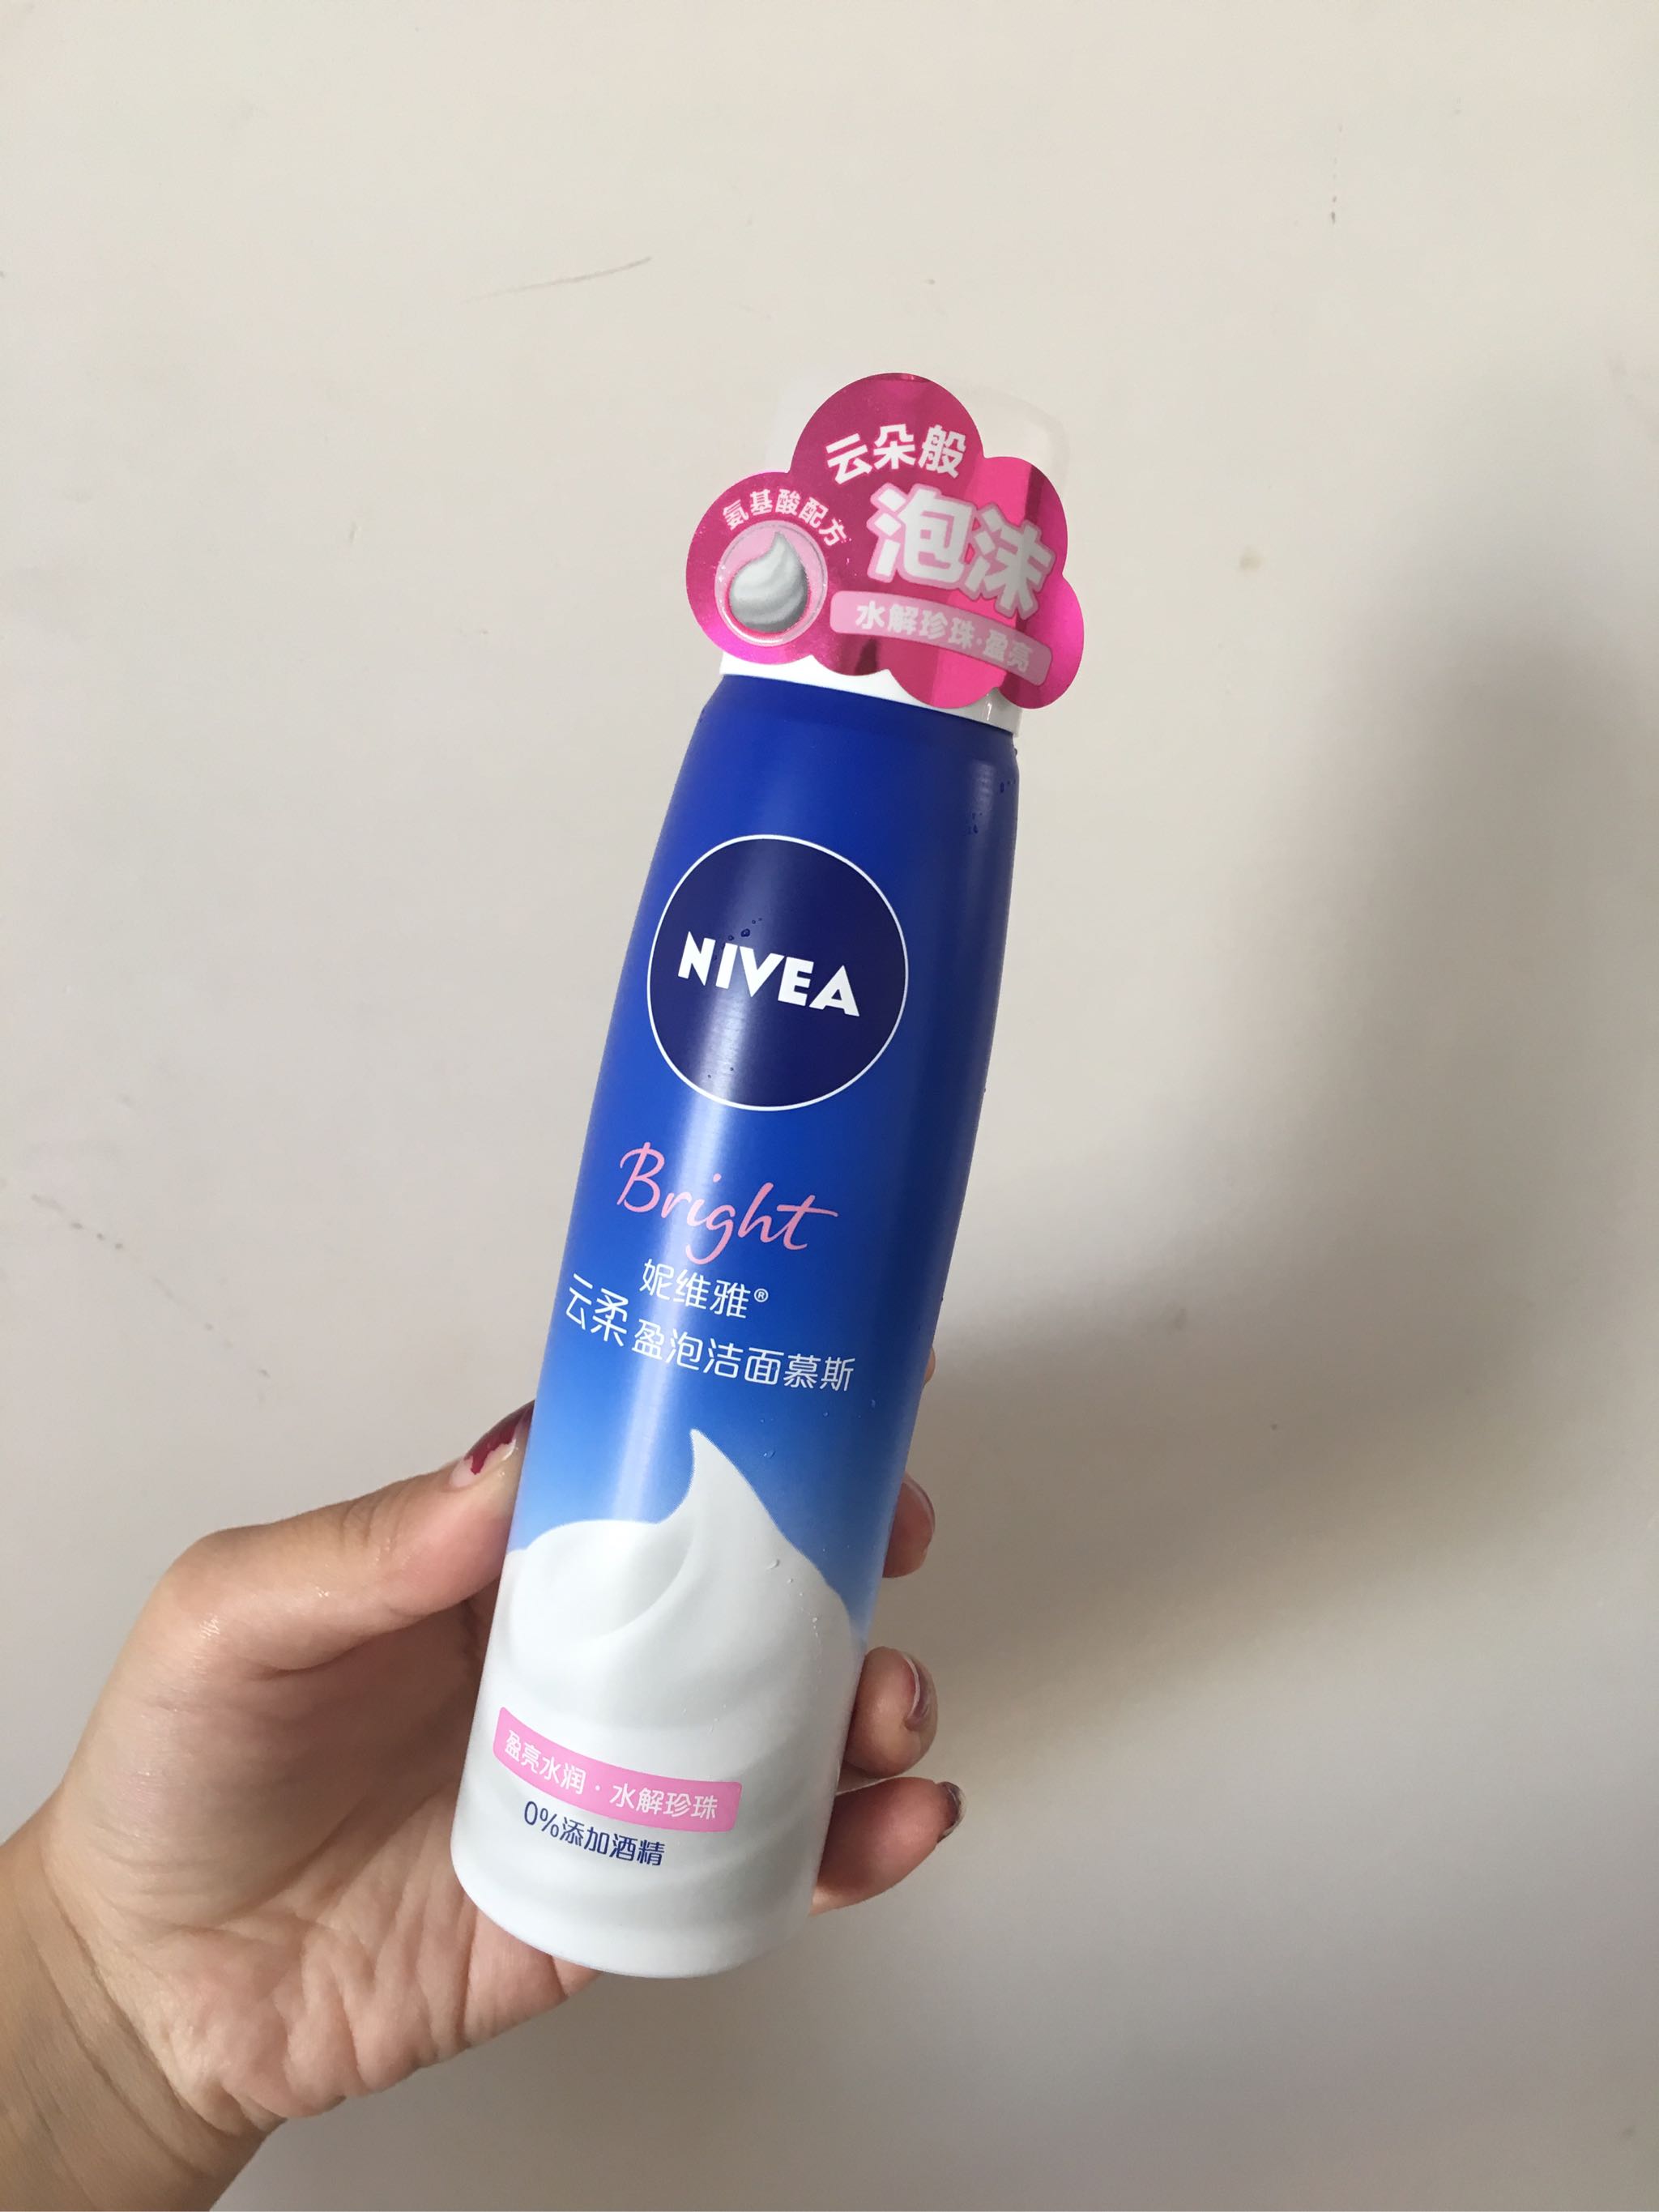 云朵般
泡沫
氨基酸配方
水解珍珠·盈亮
NIVEA
Bright
妮维雅®
云柔盈泡洁面慕斯
盈亮水润·水解珍珠
0%添加酒精